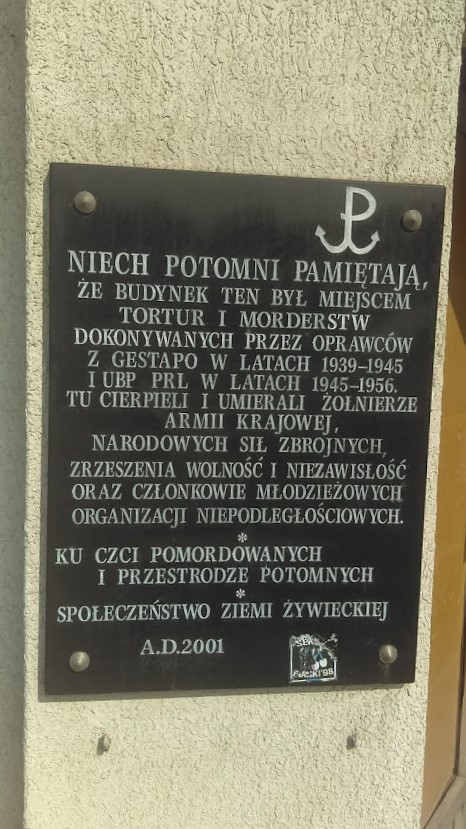 NIECH POTOMNI PAMIĘTAJĄ,
ŻE BUDYNEK TEN BYŁ MIEJSCEM
TORTUR I MORDERSTW
DOKONYWANYCH PRZEZ OPRAWCÓW
Z GESTAPO W LATACH 1939–1945
I UBP PRL W LATACH 1945–1956.
TU CIERPIELI I UMIERALI ŻOŁNIERZE
ARMII KRAJOWEJ,
NARODOWYCH SIŁ ZBROJNYCH,
ZRZESZENIA WOLNOŚĆ I NIEZAWISŁOŚĆ
ORAZ CZŁONKOWIE MŁODZIEŻOWYCH
ORGANIZACJI NIEPODLEGŁOŚCIOWYCH.
*
KU CZCI POMORDOWANYCH
I PRZESTRODZE POTOMNYCH
*
SPOŁECZEŃSTWO ZIEMI ŻYWIECKIEJ
A.D.2001